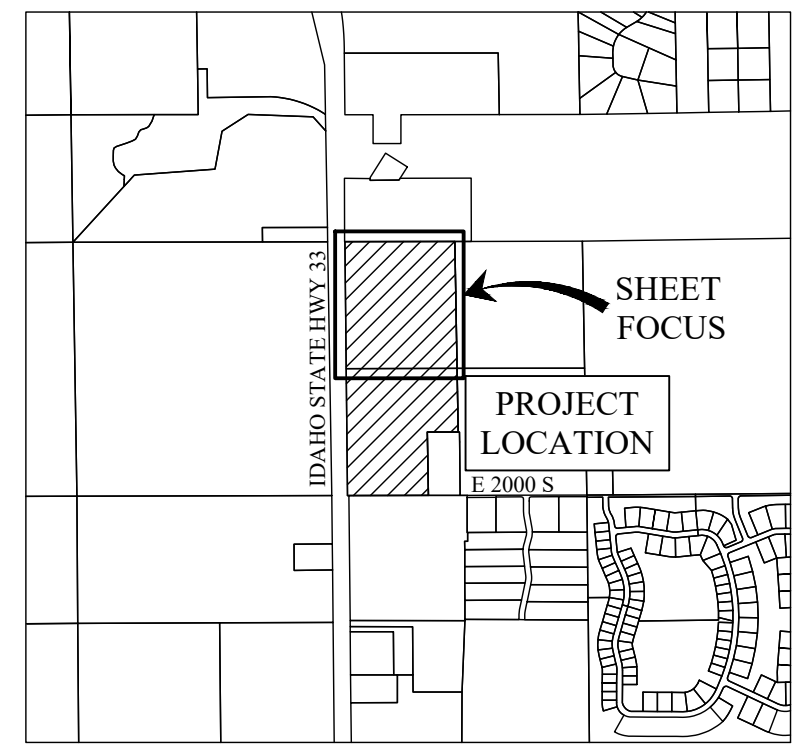 IDAHO STATE HWY 33
SHEET
FOCUS
PROJECT
LOCATION
E 2000 S